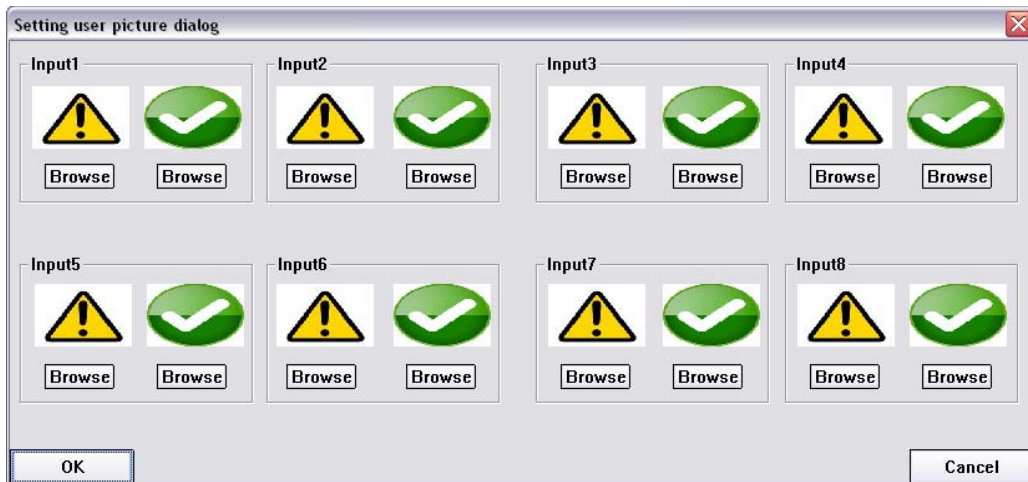 Setting user picture dialog
Input1 Input2 Input3 Input4
Browse Browse Browse Browse Browse Browse Browse Browse
Input5 Input6 Input7 Input8
Browse Browse Browse Browse Browse Browse Browse Browse
OK Cancel